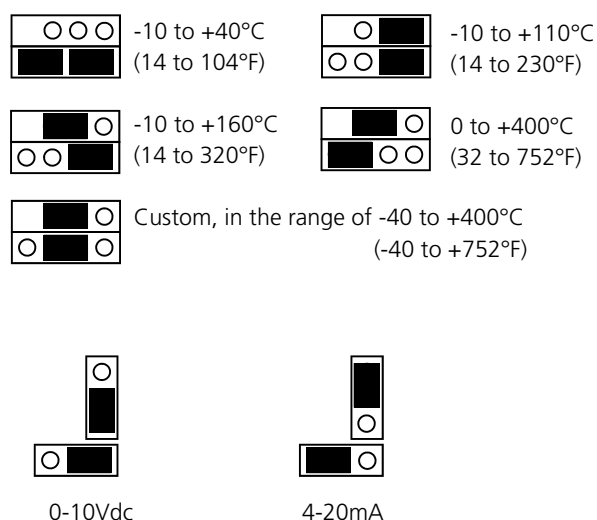 -10 to +40°C
(14 to 104°F)
-10 to +110°C
(14 to 230°F)
-10 to +160°C
(14 to 320°F)
0 to +400°C
(32 to 752°F)
Custom, in the range of -40 to +400°C
(-40 to +752°F)
0-10Vdc
4-20mA